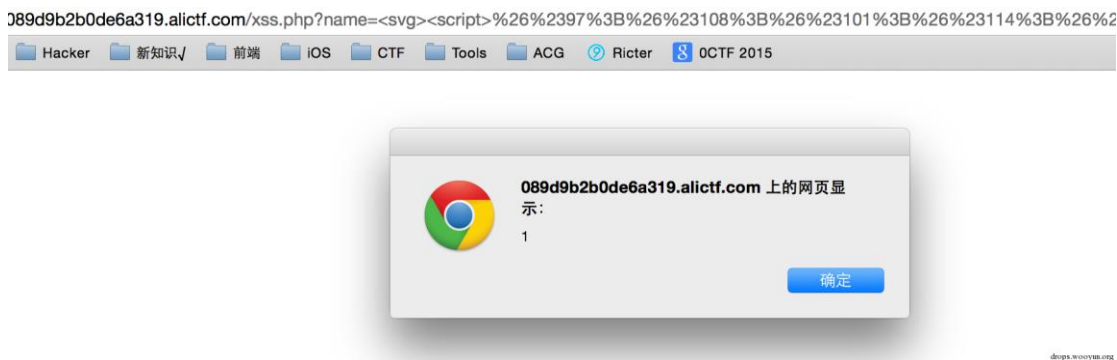 089d9b2b0de6a319.alictf.com/xss.php?name=<svg><script>%26%2397%3B%26%23108%3B%26%23101%3B%26%23114%3B%26%2
Hacker 新知识√ 前端 iOS CTF Tools ACG Ricter 8 0CTF 2015
089d9b2b0de6a319.alictf.com 上的网页显
示:
1
确定
drops.wooyun.org